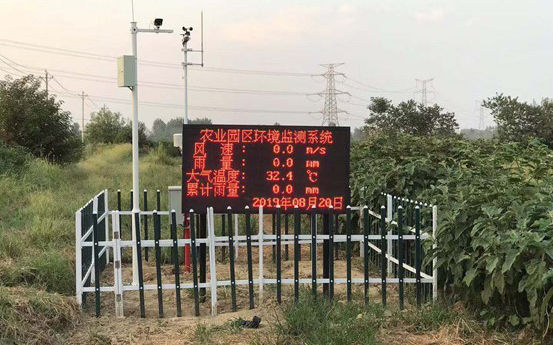 农业园区环境监测系统
风 速: 0.0 m/s
雨 量: 0.0 mm
大气温度: 32.4 ℃
累计雨量: 0.0 mm
2019年08月20日